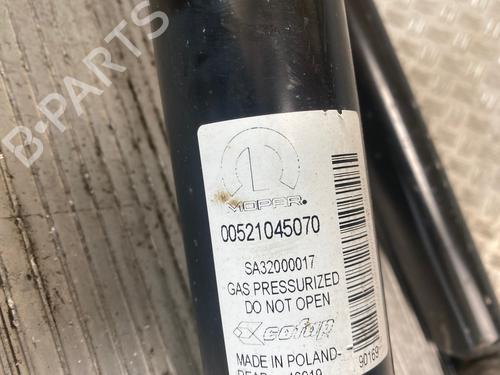 B-PARTS
MOPAR.
00521045070
SA32000017
GAS PRESSURIZED
DO NOT OPEN
cofap
MADE IN POLAND-